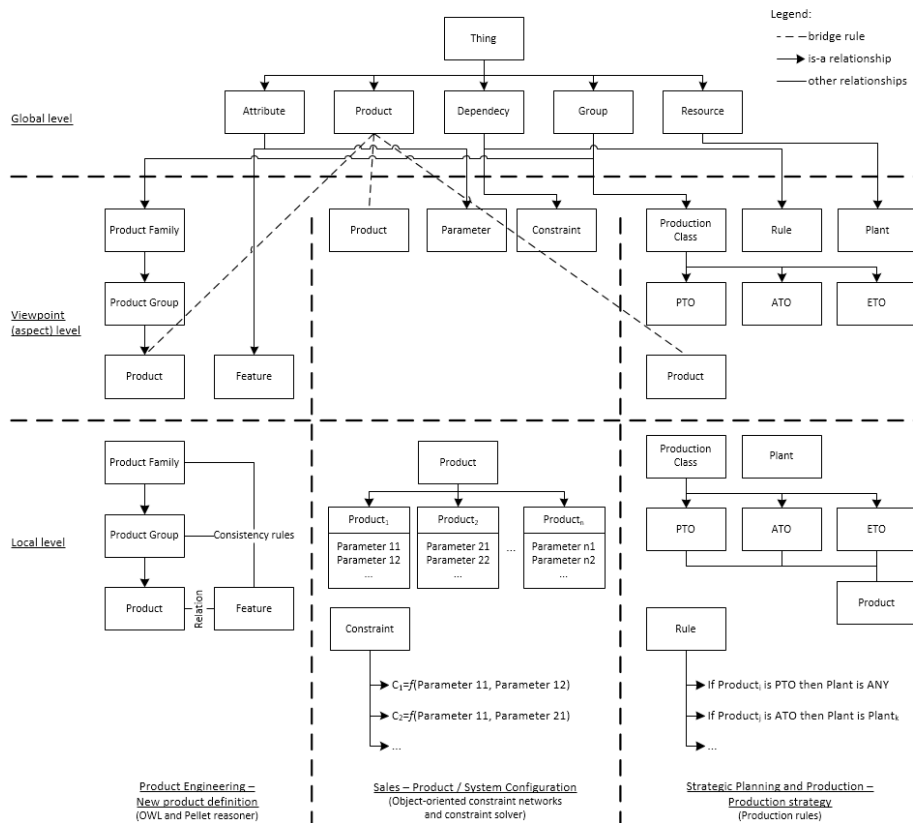 Legend:
bridge rule
is-a relationship
other relationships
Thing
Attribute
Product
Dependecy
Group
Resource
Global level
Product Family
Product
Parameter
Constraint
Production
Class
Rule
Plant
Product Group
PTO
ATO
ETO
Viewpoint
(aspect) level
Product
Feature
Product
Product Family
Product
Production
Class
Plant
Local level
Product Group
Consistency rules
Product₁
Product₂
Productₙ
Parameter 11
Parameter 12
...
Parameter 21
Parameter 22
...
...
Parameter n1
Parameter n2
...
PTO
ATO
ETO
Product
Relation
Feature
Product
Constraint
Rule
C₁=f(Parameter 11, Parameter 12)
C₂=f(Parameter 11, Parameter 21)
...
If Productᵢ is PTO then Plant is ANY
If Productⱼ is ATO then Plant is Plantₖ
...
Product Engineering –
New product definition
(OWL and Pellet reasoner)
Sales – Product / System Configuration
(Object-oriented constraint networks
and constraint solver)
Strategic Planning and Production –
Production strategy
(Production rules)